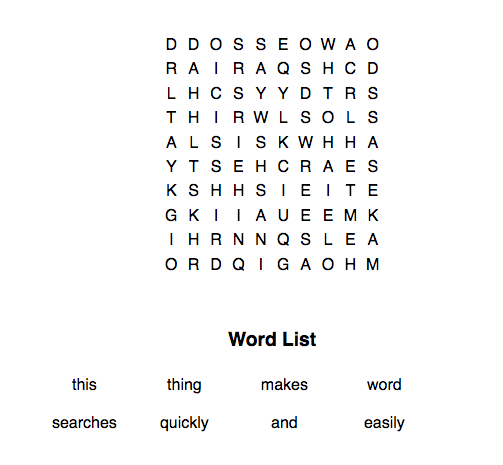 D D O S S E O W A O
R A I R A Q S H C D
L H C S Y Y D T R S
T H I R W L S O L S
A L S I S K W H H A
Y T S E H C R A E S
K S H H S I E I T E
G K I I A U E E M K
I H R N N Q S L E A
O R D Q I G A O H M
Word List
this thing makes word
searches quickly and easily